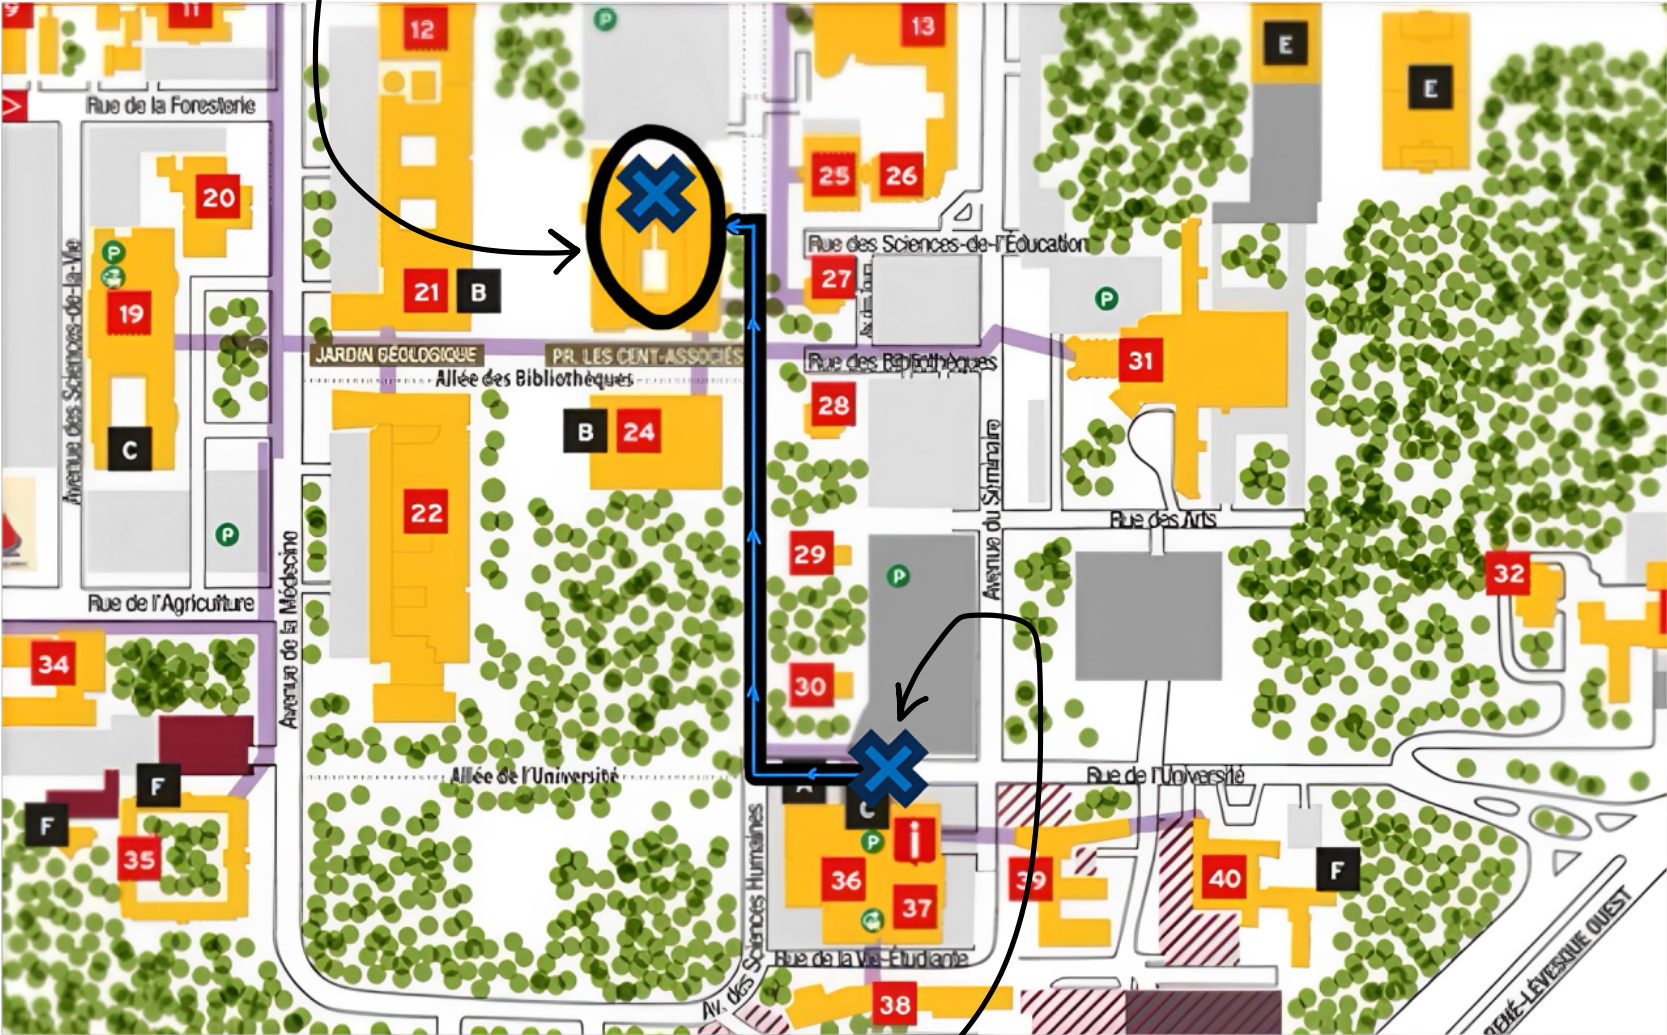 9
11
12
13
P
E
E
Rue de la Foresterie
20
25
26
Rue des Sciences-de-l'Éducation
P
19
21
B
27
P
JARDIN GÉOLOGIQUE
PR. LES CENT-ASSOCIÉS
Allée des Bibliothèques
Rue des Bibliothèques
31
Avenue des Sciences-de-la-Vie
C
B
24
28
22
P
Avenue du Séminaire
Rue des Arts
Avenue de la Médecine
29
P
32
Rue de l'Agriculture
34
30
Allée de l'Université
Rue de l'Université
F
A
C
F
P
i
35
36
37
39
40
F
Av. des Sciences Humaines
Rue de la Vie-Étudiante
38
RENÉ-LÉVESQUE OUEST